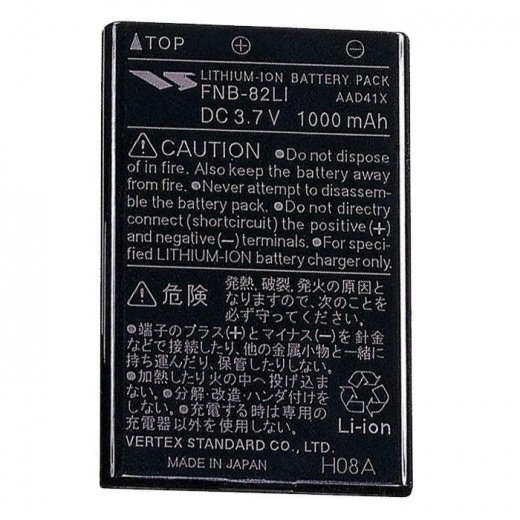 TOP ⊕ ⊖
VS LITHIUM-ION BATTERY PACK
FNB-82LI AAD41X
DC 3.7 V 1000 mAh
⚠CAUTION ●Do not dispose
of in fire. Also keep the battery away
from fire. ●Never attempt to disassem-
ble the battery pack. ●Do not directly
connect (shortcircuit) the positive (+)
and negative (−) terminals. ●For speci-
fied LITHIUM-ION battery charger only.
⚠危険 発熱、破裂、発火の原因と
なりますので、次のことを
必ず守ってください。
●端子のプラス(+)とマイナス(−)を針金
などで接続したり、他の金属小物と一緒に
持ち運んだり、保管したりしない。
●加熱したり火の中へ投げ込まない。
●分解・改造・ハンダ付けを
しない。●充電する時は専用の
充電器以外を使用しない。
Li-ion
VERTEX STANDARD CO., LTD.
MADE IN JAPAN H08A